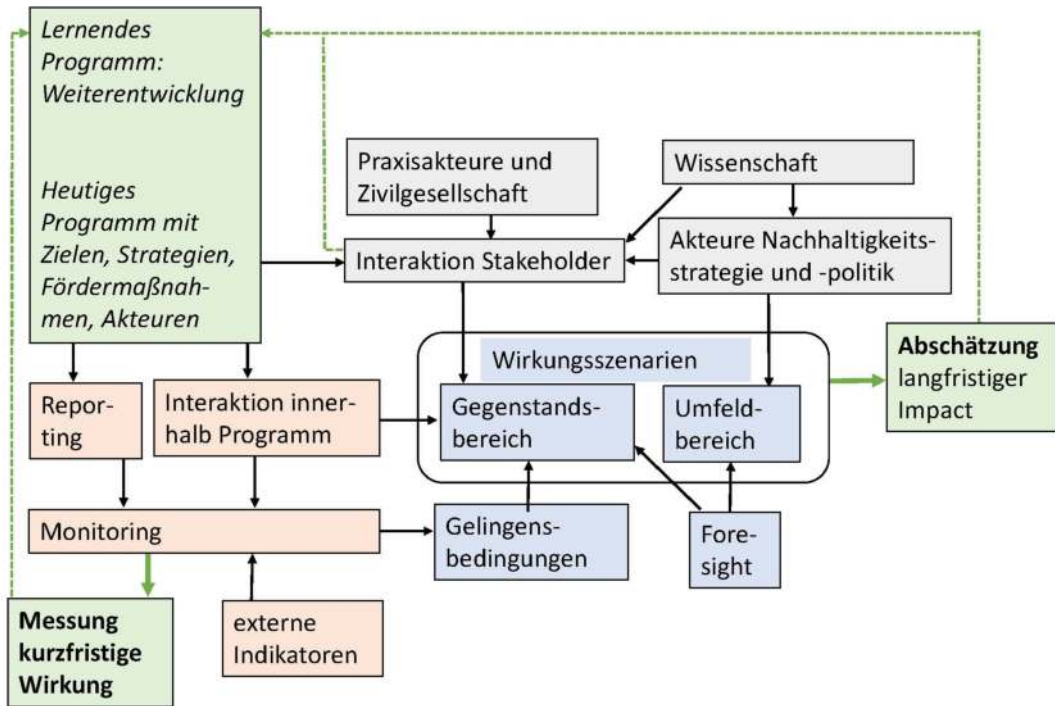 Lernendes
Programm:
Weiterentwicklung
Heutiges
Programm mit
Zielen, Strategien,
Fördermaßnah-
men, Akteuren
Praxisakteure und
Zivilgesellschaft
Wissenschaft
Interaktion Stakeholder
Akteure Nachhaltigkeits-
strategie und -politik
Wirkungsszenarien
Gegenstands-
bereich
Umfeld-
bereich
Abschätzung
langfristiger
Impact
Repor-
ting
Interaktion inner-
halb Programm
Monitoring
Gelingens-
bedingungen
Fore-
sight
Messung
kurzfristige
Wirkung
externe
Indikatoren